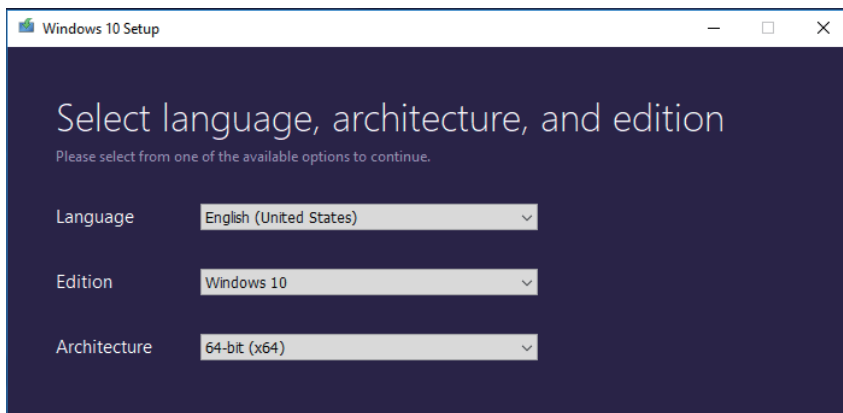 Windows 10 Setup
Select language, architecture, and edition
Please select from one of the available options to continue.
Language English (United States)
Edition Windows 10
Architecture 64-bit (x64)